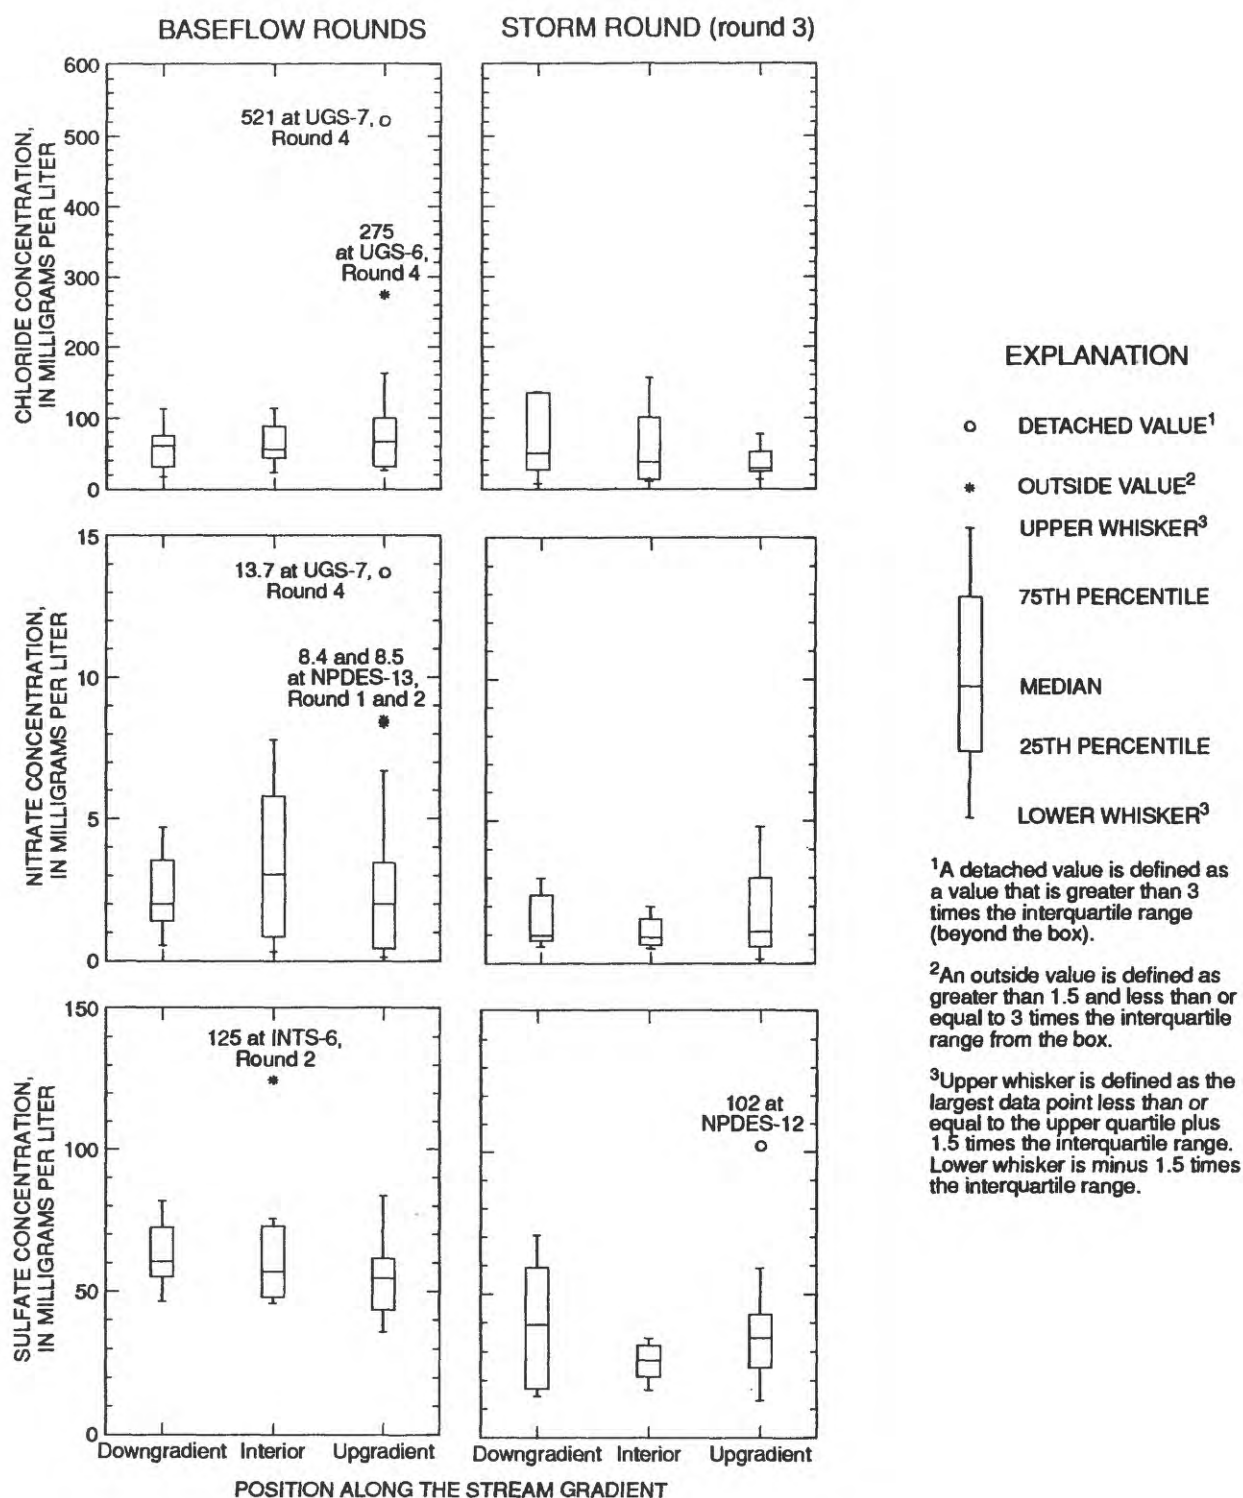 BASEFLOW ROUNDS
STORM ROUND (round 3)
CHLORIDE CONCENTRATION,
IN MILLIGRAMS PER LITER
600
500
400
300
200
100
0
521 at UGS-7,
Round 4
275
at UGS-6,
Round 4
NITRATE CONCENTRATION,
IN MILLIGRAMS PER LITER
15
10
5
0
13.7 at UGS-7,
Round 4
8.4 and 8.5
at NPDES-13,
Round 1 and 2
SULFATE CONCENTRATION,
IN MILLIGRAMS PER LITER
150
100
50
0
125 at INTS-6,
Round 2
102 at
NPDES-12
Downgradient Interior Upgradient
Downgradient Interior Upgradient
POSITION ALONG THE STREAM GRADIENT
EXPLANATION
DETACHED VALUE1
OUTSIDE VALUE2
UPPER WHISKER3
75TH PERCENTILE
MEDIAN
25TH PERCENTILE
LOWER WHISKER3
1A detached value is defined as
a value that is greater than 3
times the interquartile range
(beyond the box).
2An outside value is defined as
greater than 1.5 and less than or
equal to 3 times the interquartile
range from the box.
3Upper whisker is defined as the
largest data point less than or
equal to the upper quartile plus
1.5 times the interquartile range.
Lower whisker is minus 1.5 times
the interquartile range.